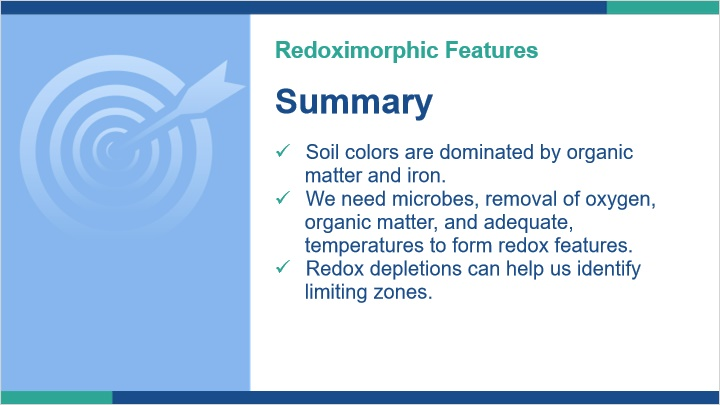 Redoximorphic Features
Summary
✓ Soil colors are dominated by organic
matter and iron.
✓ We need microbes, removal of oxygen,
organic matter, and adequate,
temperatures to form redox features.
✓ Redox depletions can help us identify
limiting zones.